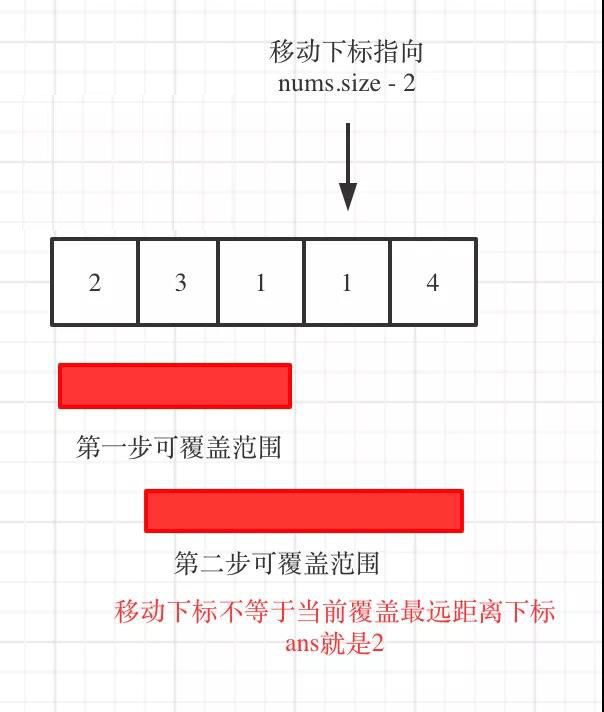 移动下标指向
nums.size - 2
2 3 1 1 4
第一步可覆盖范围
第二步可覆盖范围
移动下标不等于当前覆盖最远距离下标
ans就是2